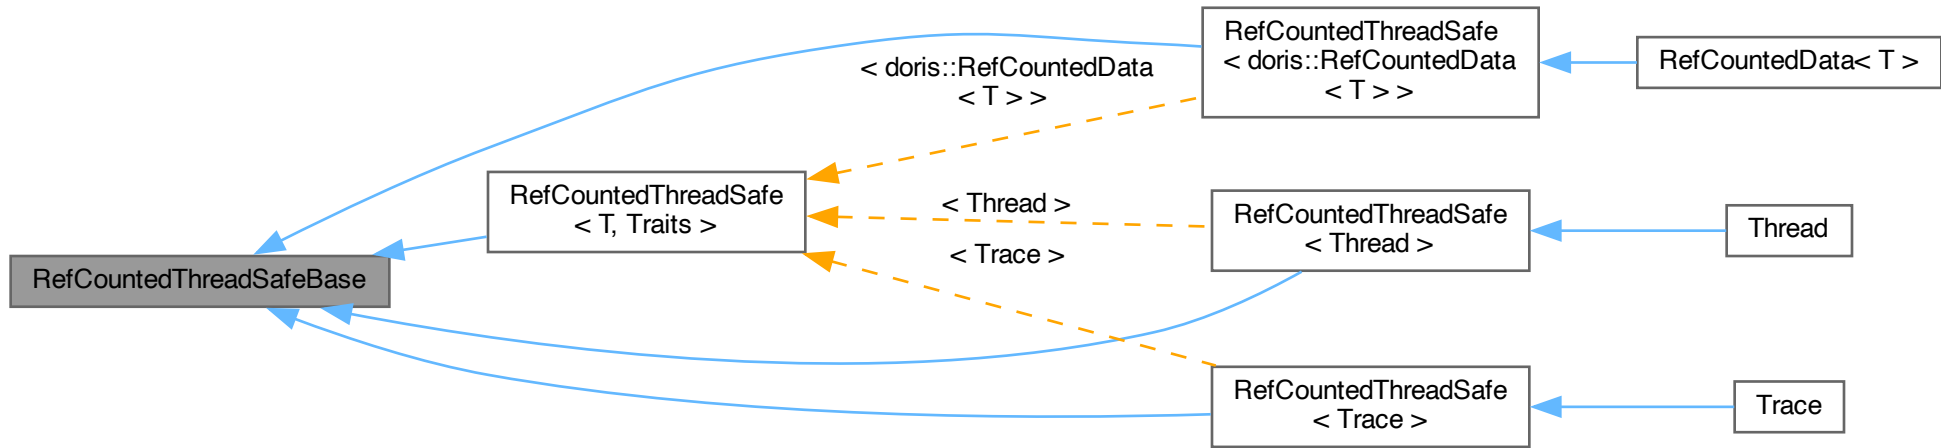 RefCountedThreadSafeBase
RefCountedThreadSafe
< T, Traits >
< doris::RefCountedData
< T > >
< Thread >
< Trace >
RefCountedThreadSafe
< doris::RefCountedData
< T > >
RefCountedData< T >
RefCountedThreadSafe
< Thread >
Thread
RefCountedThreadSafe
< Trace >
Trace